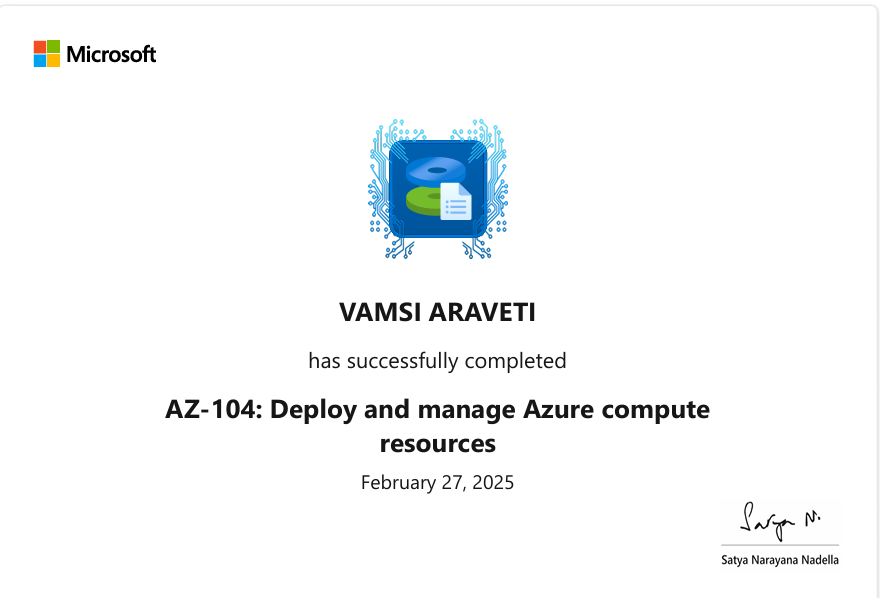 Microsoft
VAMSI ARAVETI
has successfully completed
AZ-104: Deploy and manage Azure compute
resources
February 27, 2025
Satya N.
Satya Narayana Nadella